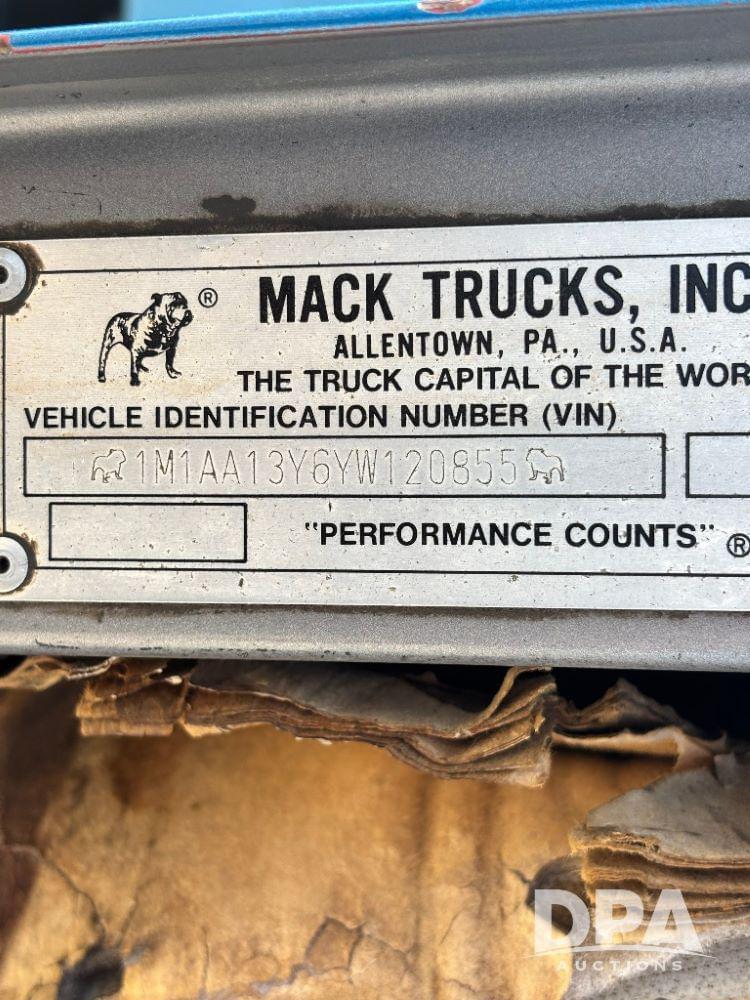 ®
MACK TRUCKS, INC
ALLENTOWN, PA., U.S.A.
THE TRUCK CAPITAL OF THE WOR
VEHICLE IDENTIFICATION NUMBER (VIN)
1M1AA13Y6YW120855
"PERFORMANCE COUNTS" ®
DPA
AUCTIONS